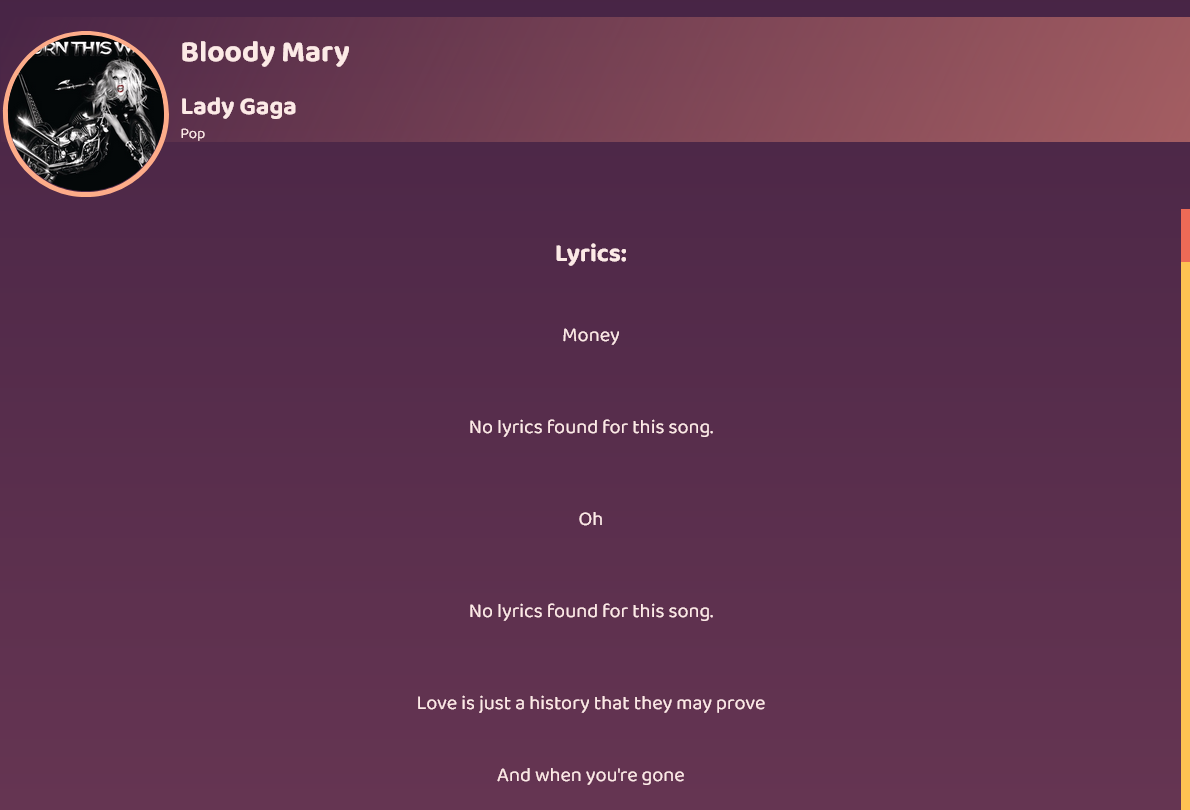 RN THIS W
Bloody Mary
Lady Gaga
Pop
Lyrics:
Money
No lyrics found for this song.
Oh
No lyrics found for this song.
Love is just a history that they may prove
And when you're gone